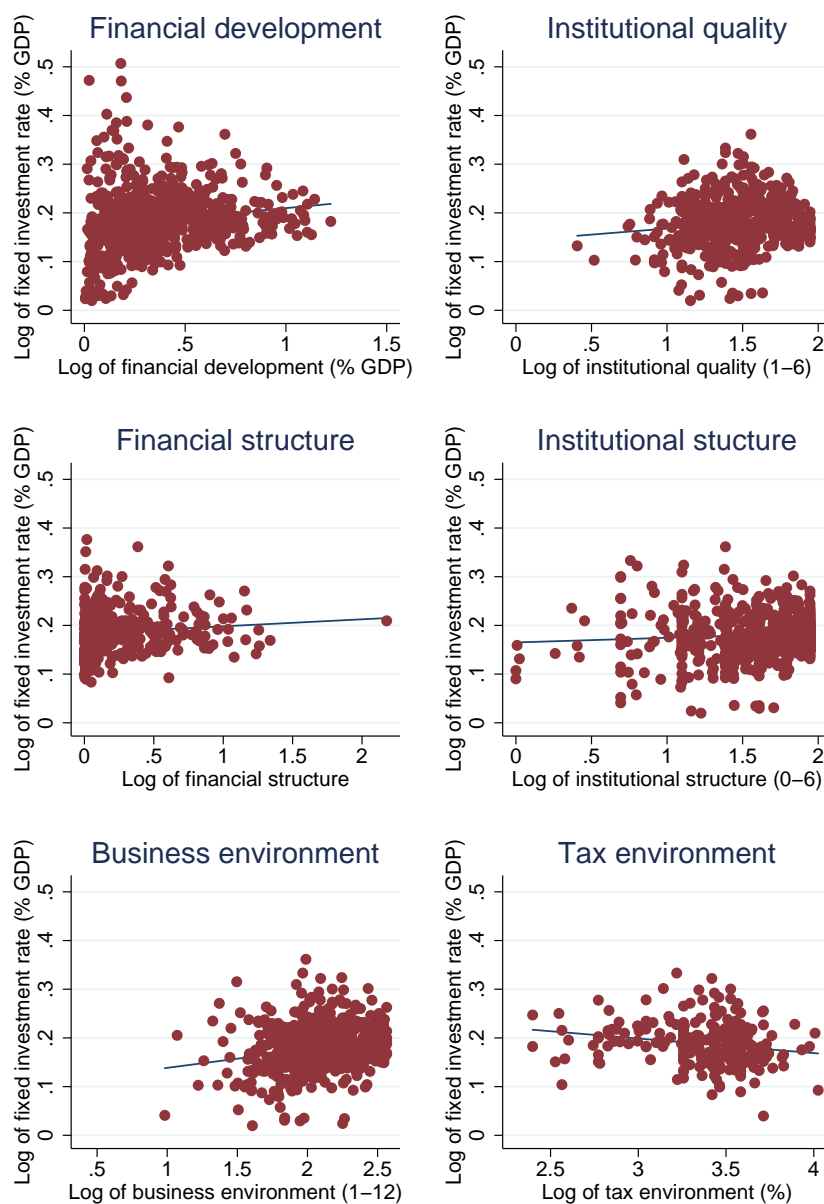 Financial development
Log of fixed investment rate (% GDP)
0 .1 .2 .3 .4 .5
0 .5 1 1.5
Log of financial development (% GDP)
Institutional quality
Log of fixed investment rate (% GDP)
0 .1 .2 .3 .4 .5
0 .5 1 1.5 2
Log of institutional quality (1−6)
Financial structure
Log of fixed investment rate (% GDP)
0 .1 .2 .3 .4 .5
0 .5 1 1.5 2
Log of financial structure
Institutional stucture
Log of fixed investment rate (% GDP)
0 .1 .2 .3 .4 .5
0 .5 1 1.5 2
Log of institutional structure (0−6)
Business environment
Log of fixed investment rate (% GDP)
0 .1 .2 .3 .4 .5
.5 1 1.5 2 2.5
Log of business environment (1−12)
Tax environment
Log of fixed investment rate (% GDP)
0 .1 .2 .3 .4 .5
2.5 3 3.5 4
Log of tax environment (%)